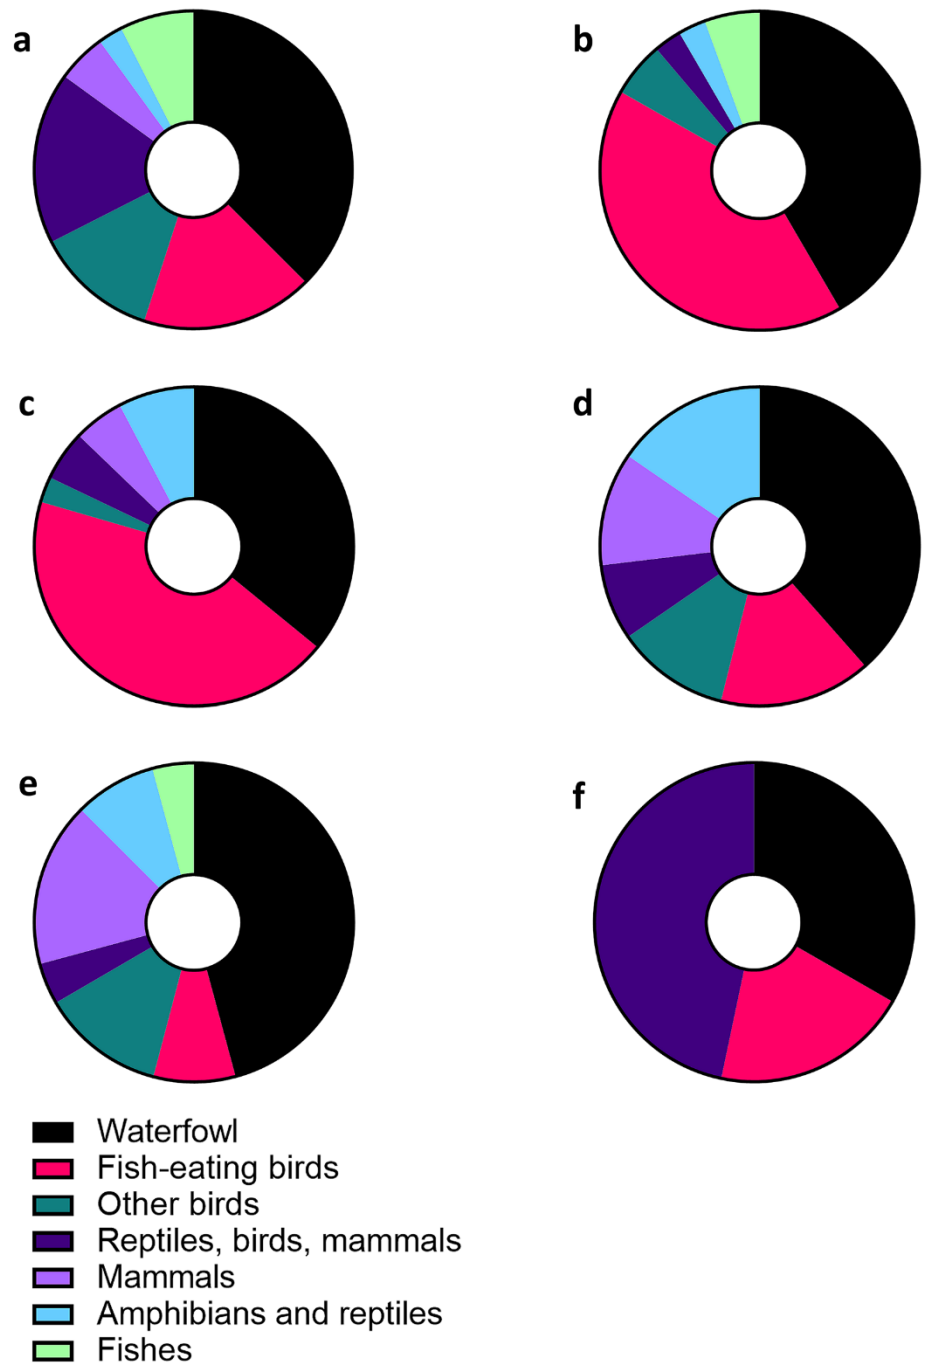 a
b
c
d
e
f
Waterfowl
Fish-eating birds
Other birds
Reptiles, birds, mammals
Mammals
Amphibians and reptiles
Fishes